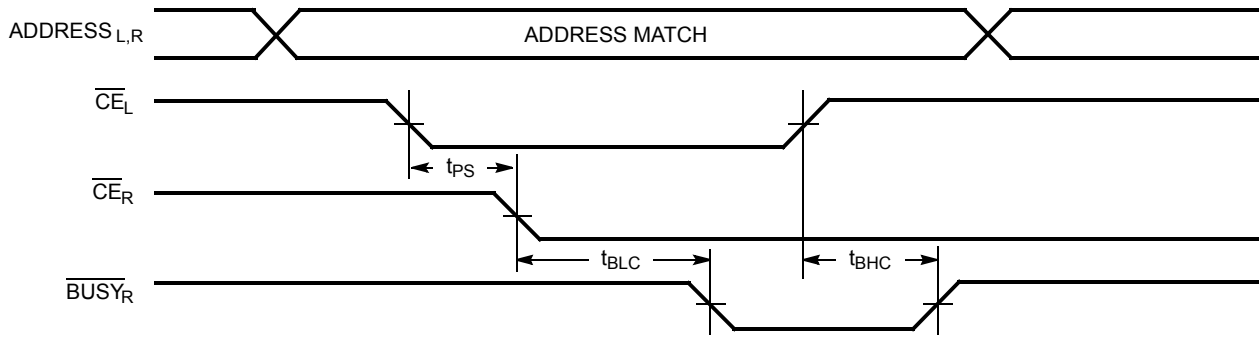 ADDRESS L,R
ADDRESS MATCH
CEL
tPS
CER
tBLC
tBHC
BUSYR